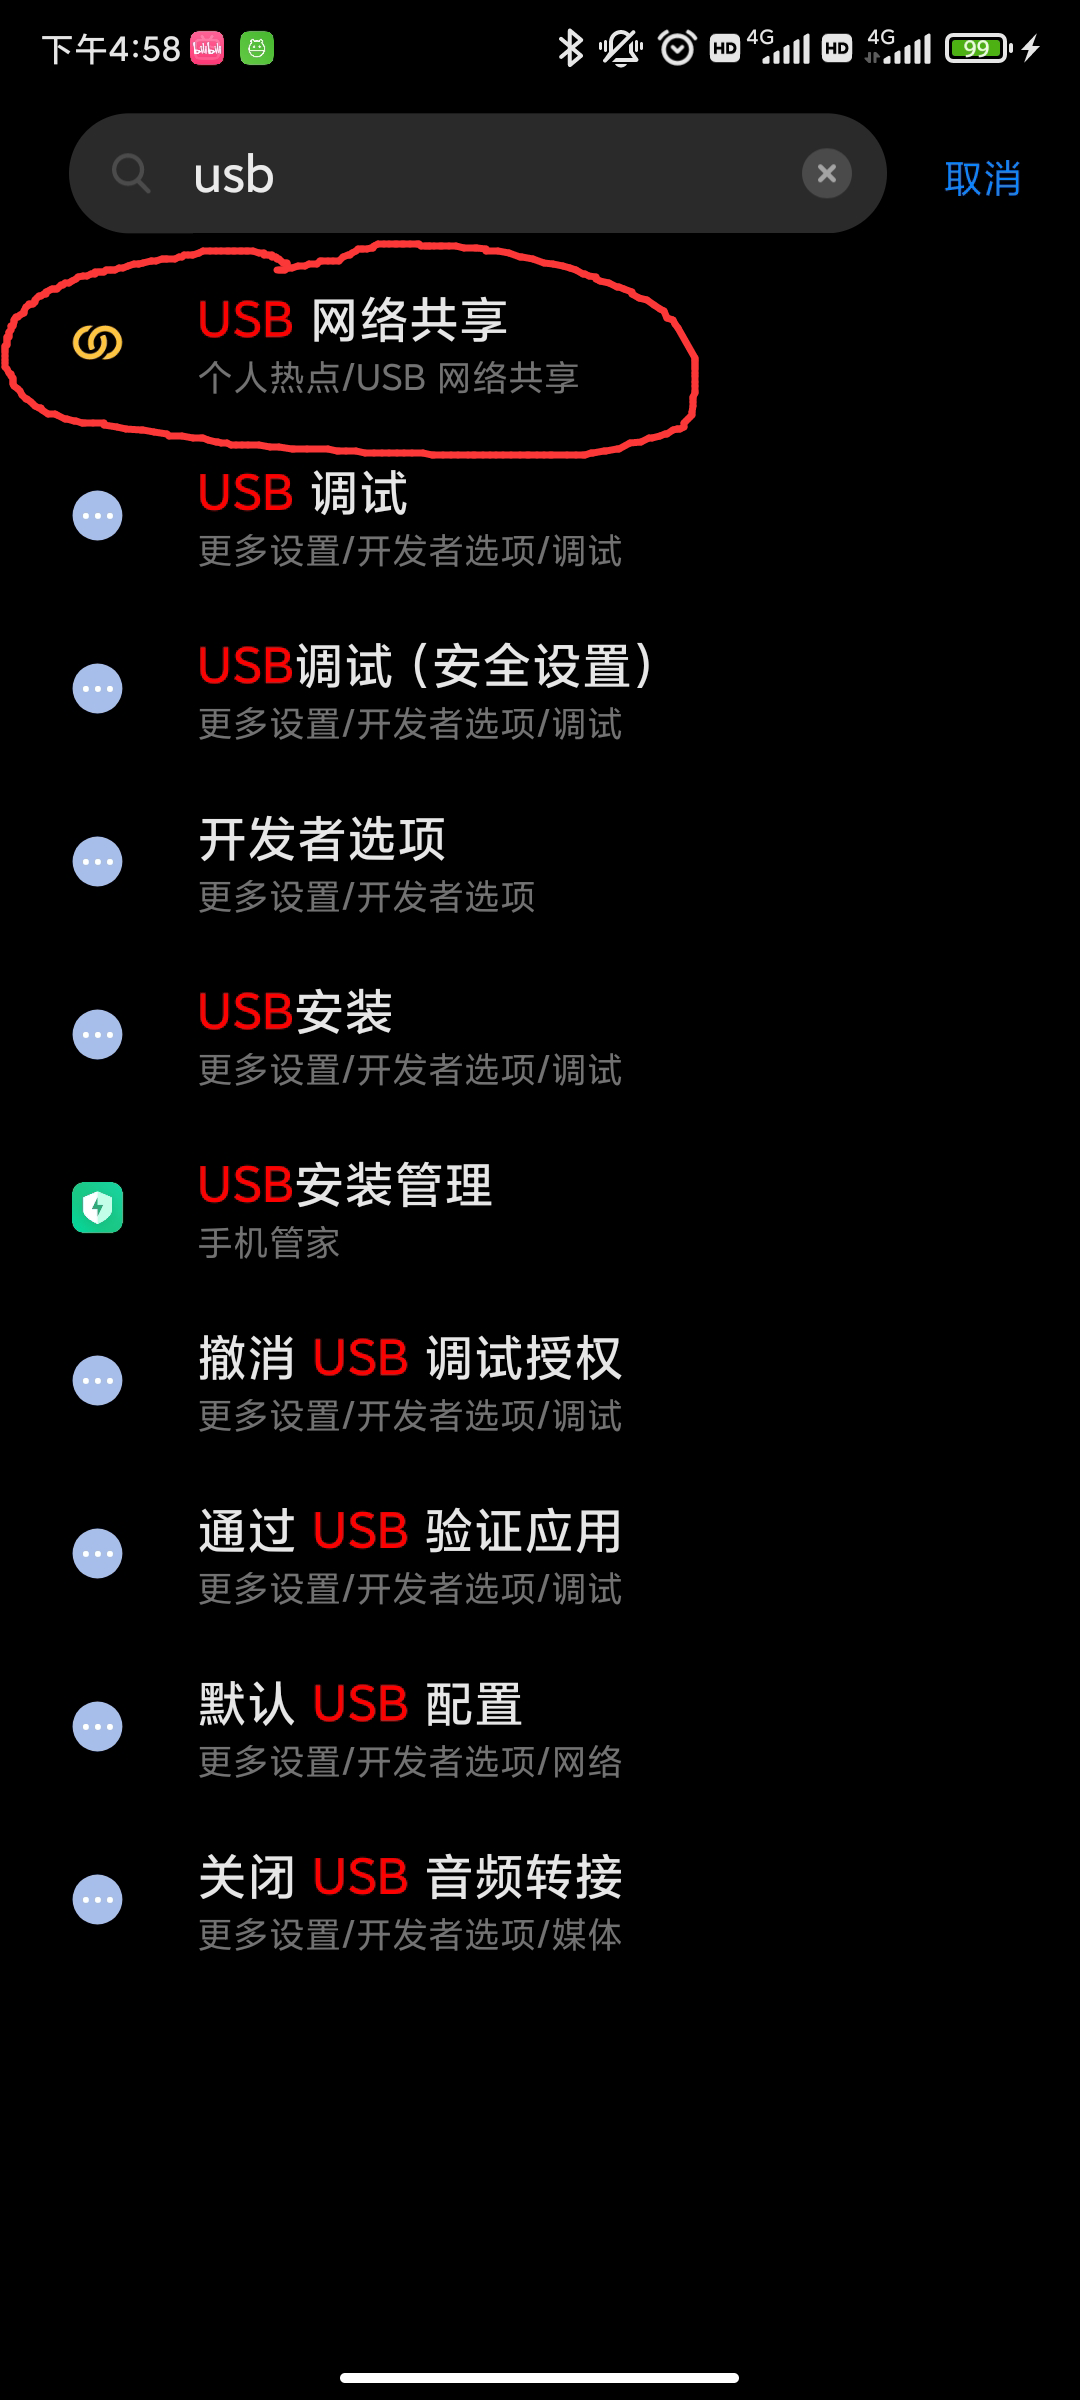 下午4:58
bilibili
HD 4G HD 4G 99
usb
取消
USB 网络共享
个人热点/USB 网络共享
USB 调试
更多设置/开发者选项/调试
USB调试（安全设置）
更多设置/开发者选项/调试
开发者选项
更多设置/开发者选项
USB安装
更多设置/开发者选项/调试
USB安装管理
手机管家
撤消 USB 调试授权
更多设置/开发者选项/调试
通过 USB 验证应用
更多设置/开发者选项/调试
默认 USB 配置
更多设置/开发者选项/网络
关闭 USB 音频转接
更多设置/开发者选项/媒体